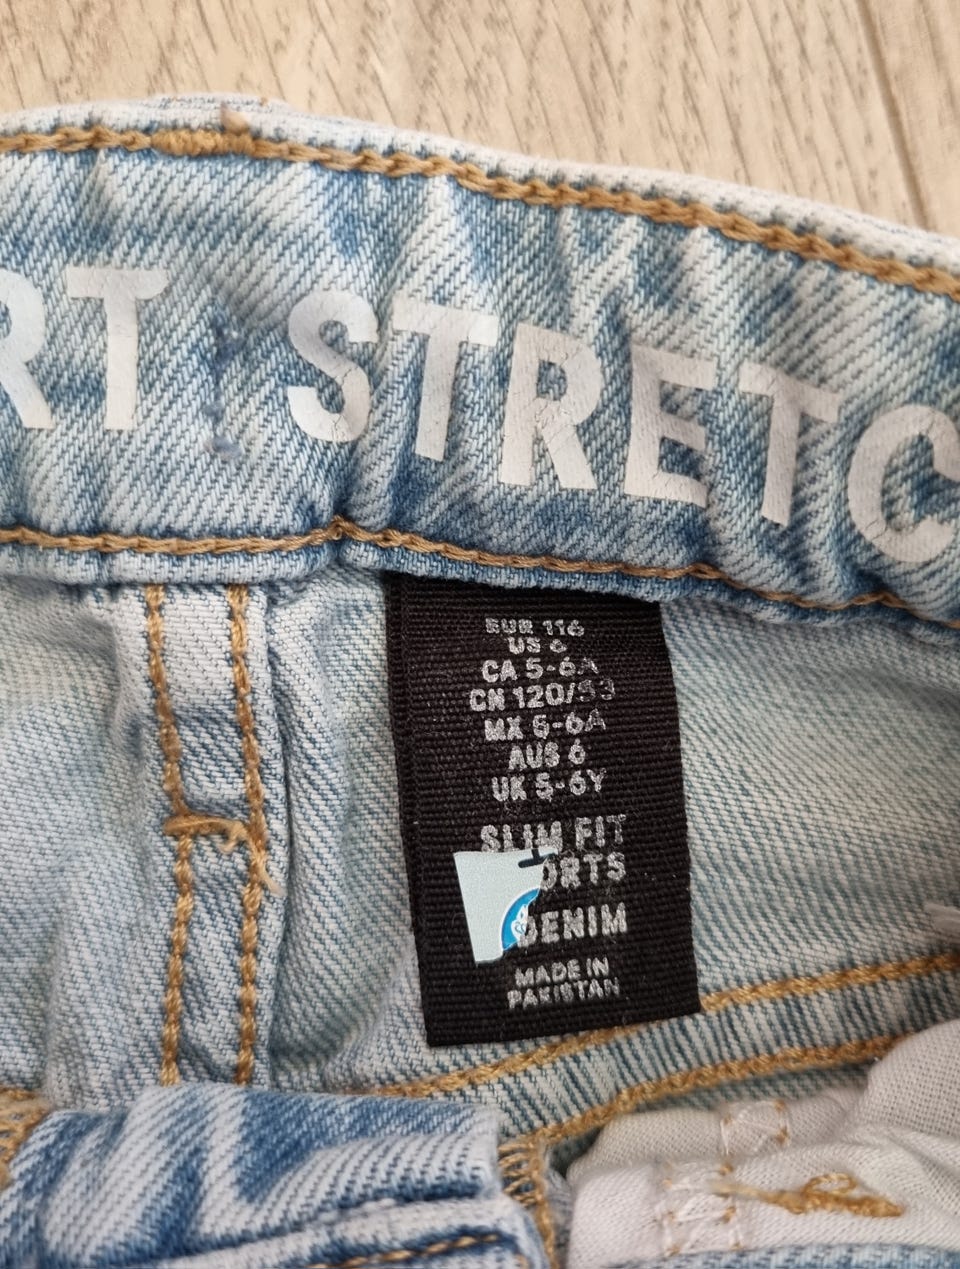 RT STRETC
EUR 116
US 6
CA 5-6A
CN 120/53
MX 5-6A
AUS 6
UK 5-6Y
SLIM FIT
ORTS
DENIM
MADE IN
PAKISTAN